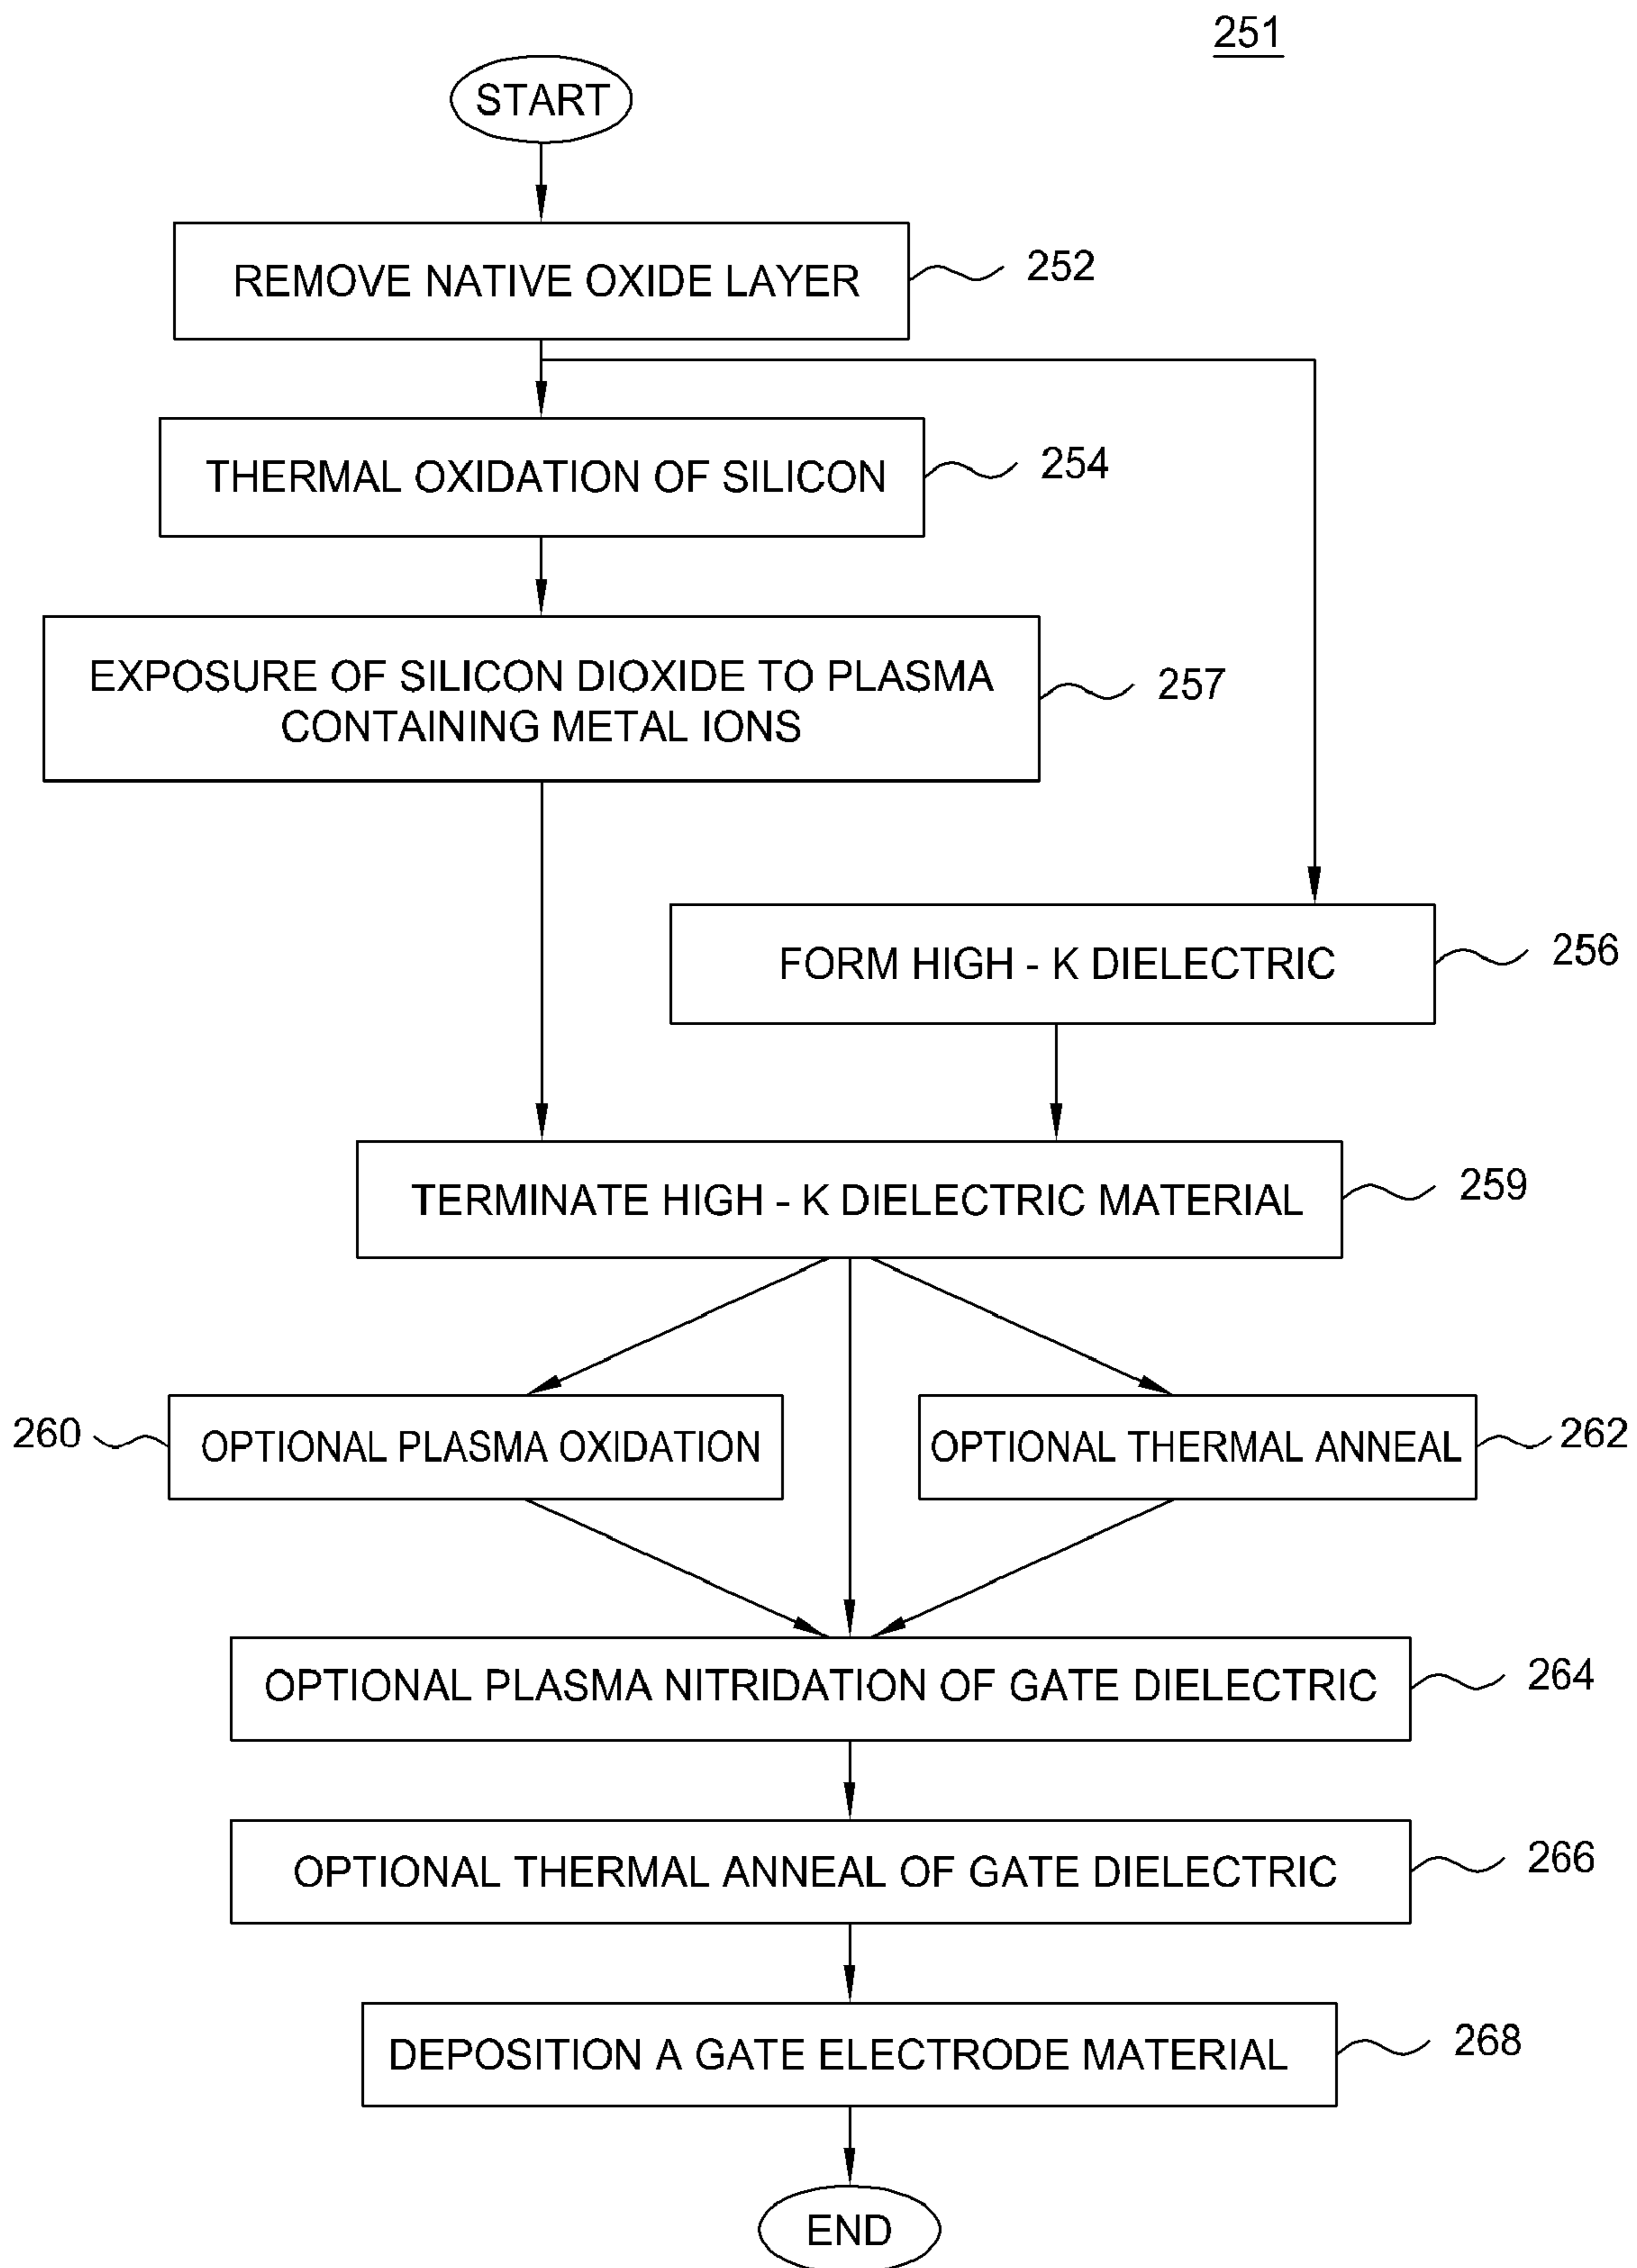 251
START
REMOVE NATIVE OXIDE LAYER
252
THERMAL OXIDATION OF SILICON
254
EXPOSURE OF SILICON DIOXIDE TO PLASMA
CONTAINING METAL IONS
257
FORM HIGH - K DIELECTRIC
256
TERMINATE HIGH - K DIELECTRIC MATERIAL
259
260
OPTIONAL PLASMA OXIDATION
OPTIONAL THERMAL ANNEAL
262
OPTIONAL PLASMA NITRIDATION OF GATE DIELECTRIC
264
OPTIONAL THERMAL ANNEAL OF GATE DIELECTRIC
266
DEPOSITION A GATE ELECTRODE MATERIAL
268
END